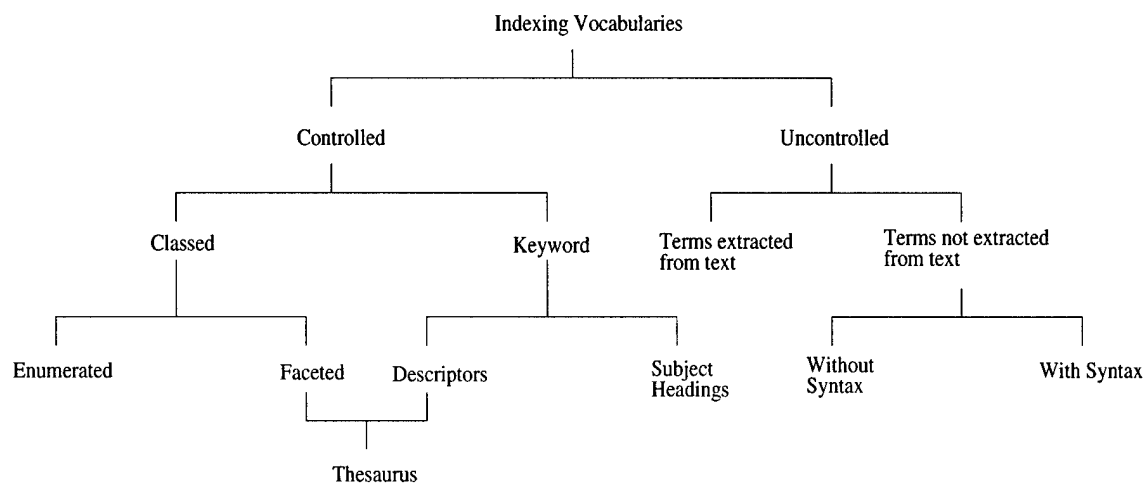 Indexing Vocabularies
Controlled
Uncontrolled
Classed
Keyword
Terms extracted
from text
Terms not extracted
from text
Enumerated
Faceted
Descriptors
Subject
Headings
Without
Syntax
With Syntax
Thesaurus